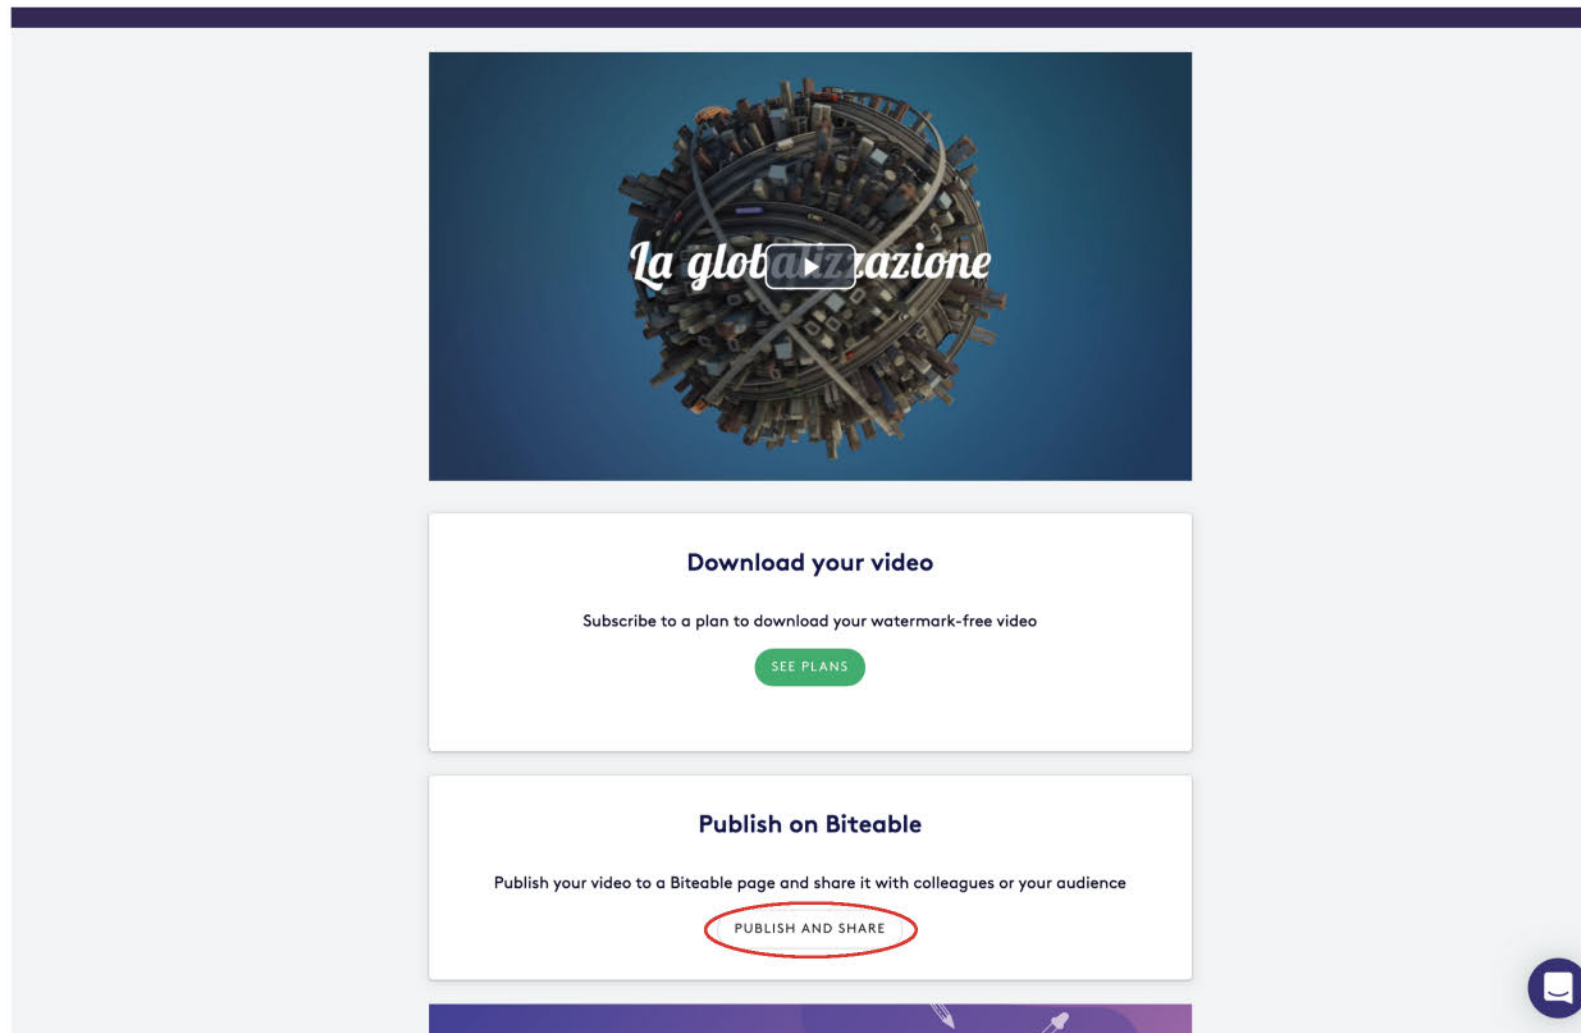 La globalizzazione
Download your video
Subscribe to a plan to download your watermark-free video
SEE PLANS
Publish on Biteable
Publish your video to a Biteable page and share it with colleagues or your audience
PUBLISH AND SHARE